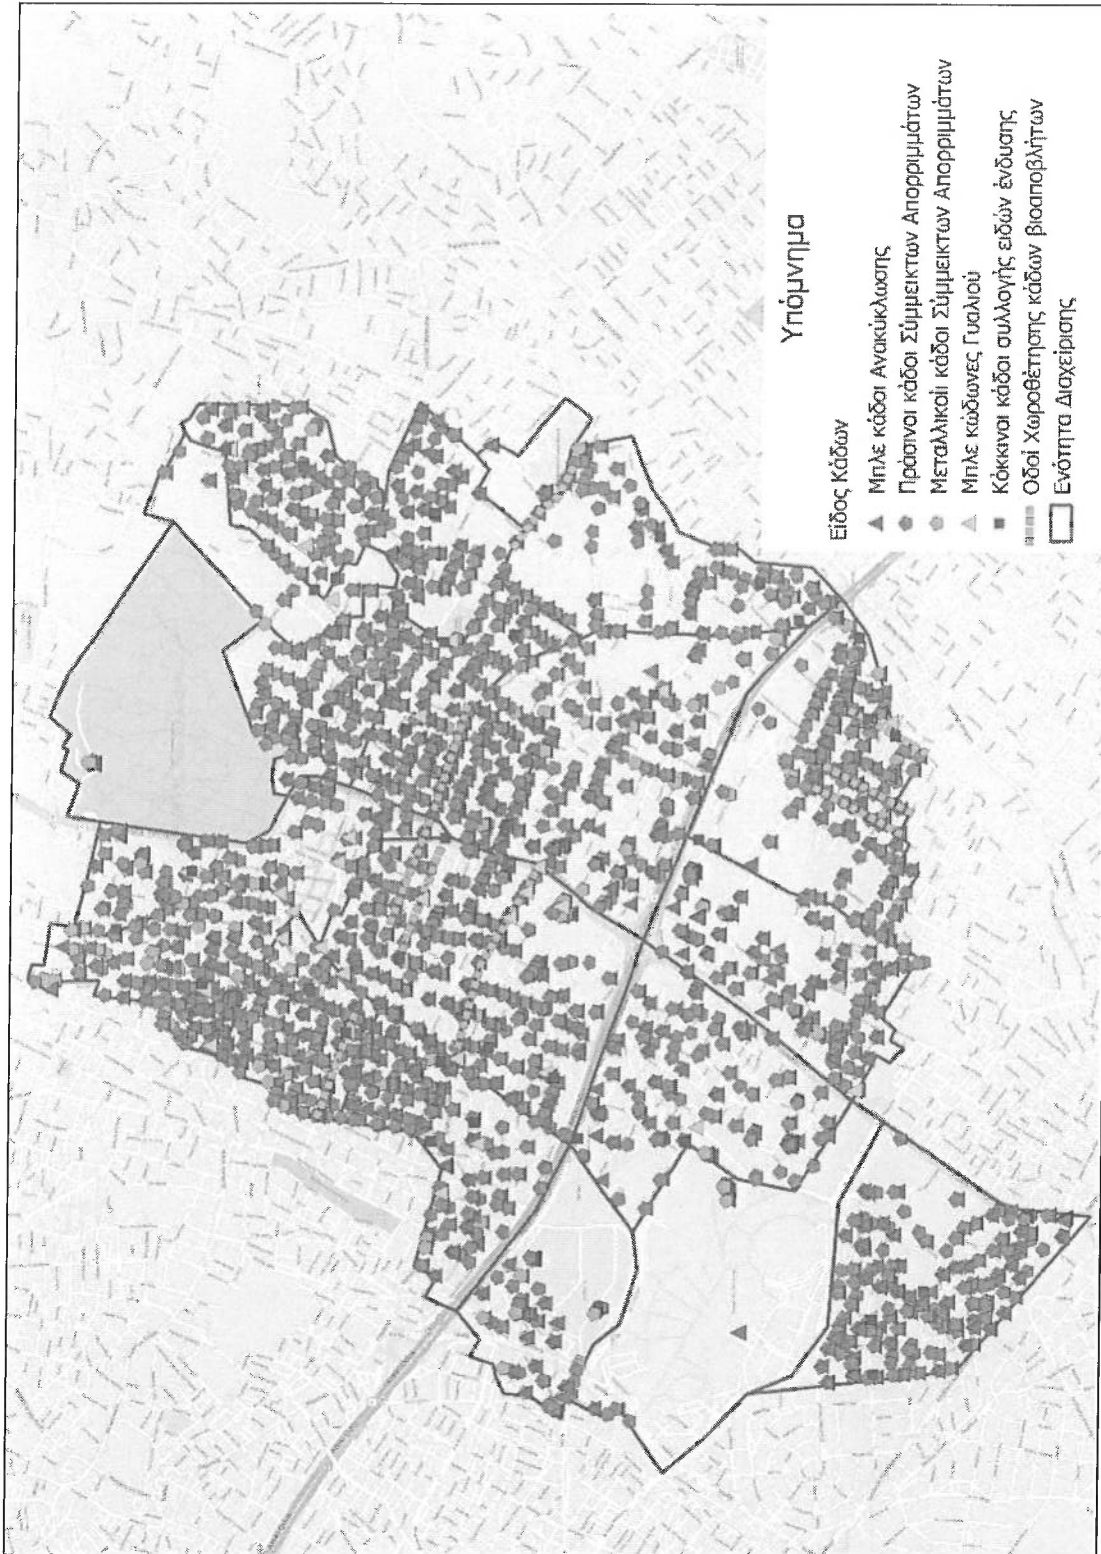 Υπόμνημα
Είδος Κάδων
Μπλε κάδοι Ανακύκλωσης
Πράσινοι κάδοι Σύμμεικτων Απορριμμάτων
Μεταλλικοίι κάδοι Σύμμεικτων Απορριμμάτων
Μπλε κώδωνες Γυαλιού
Κόκκινοι κάδοι συλλογής ειδών ένδυσης
Οδοί Χωροθέτησης κάδων βιοαποβλήτων
Ενότητα Διαχείρισης